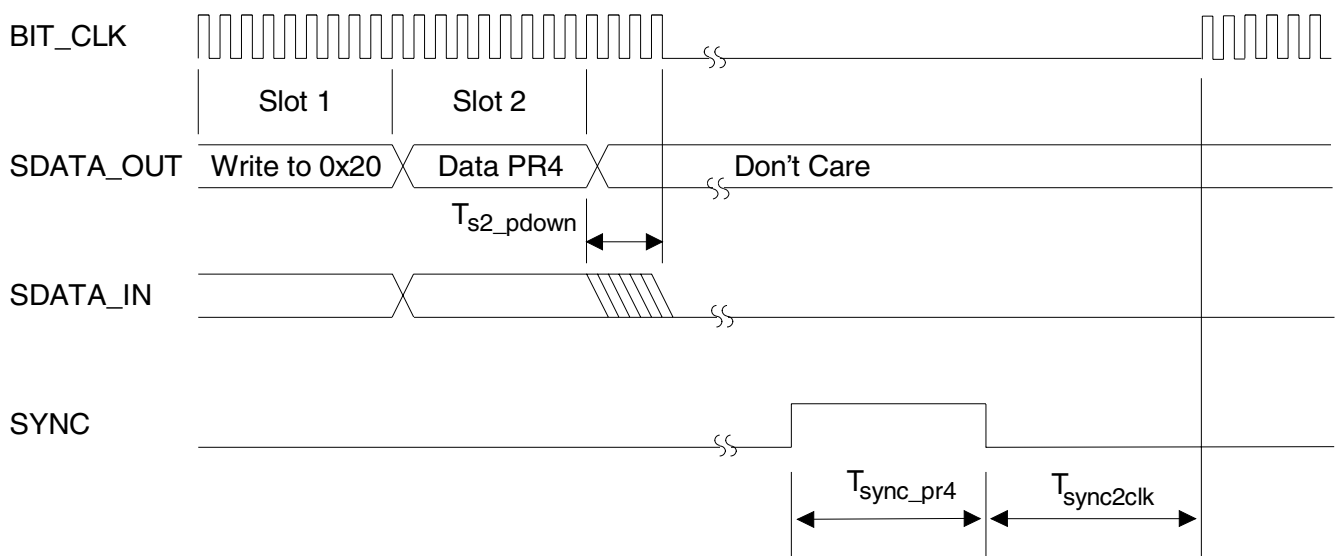 BIT_CLK
Slot 1 Slot 2
SDATA_OUT Write to 0x20 Data PR4 Don't Care
Ts2_pdown
SDATA_IN
SYNC
Tsync_pr4 Tsync2clk